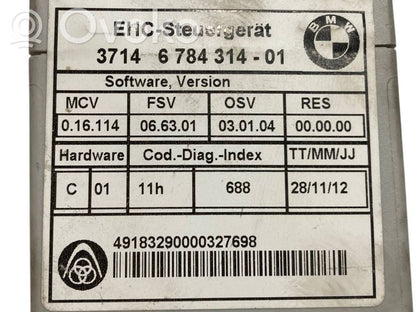 Ovoko
EHC-Steuergerät
BMW
3714 6 784 314 - 01
Software, Version
MCV FSV OSV RES
0.16.114 06.63.01 03.01.04 00.00.00
Hardware Cod.-Diag.-Index TT/MM/JJ
C 01 11h 688 28/11/12
49183290000327698